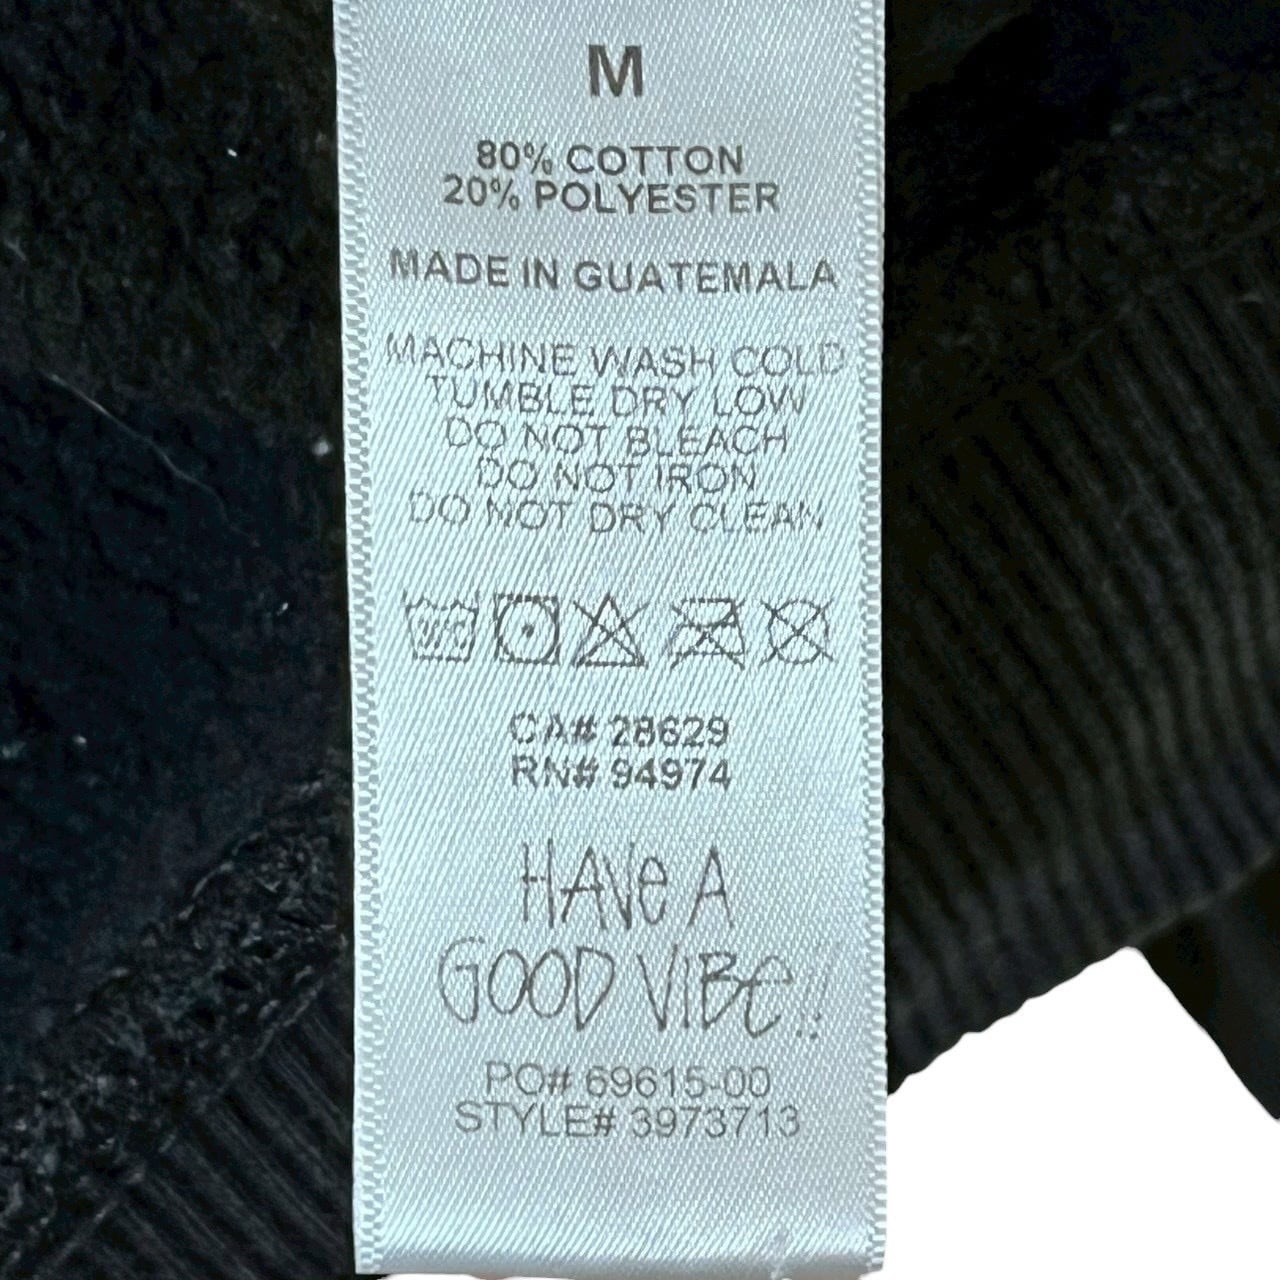 M
80% COTTON
20% POLYESTER
MADE IN GUATEMALA
MACHINE WASH COLD
TUMBLE DRY LOW
DO NOT BLEACH
DO NOT IRON
DO NOT DRY CLEAN
30°C
CA# 28629
RN# 94974
HAVe A
GOOD VIBe!!
PO# 69615-00
STYLE# 3973713